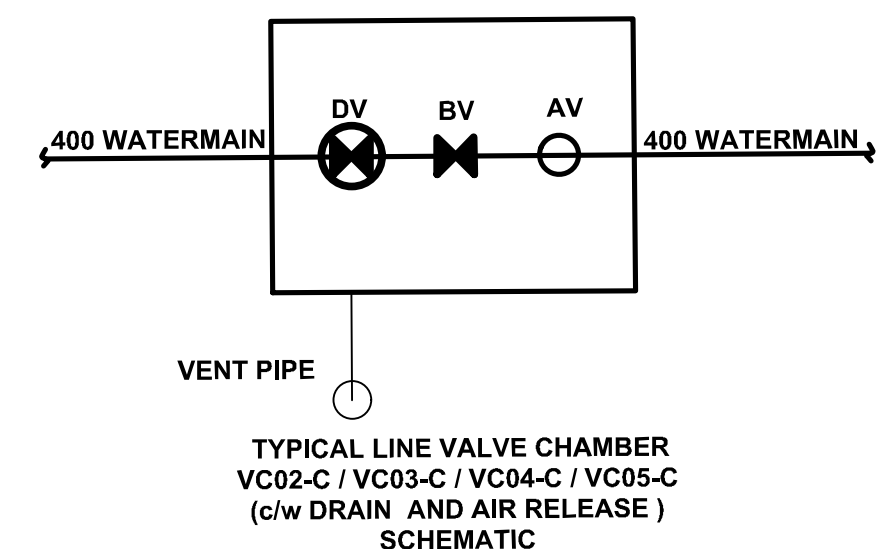 DV BV AV
400 WATERMAIN 400 WATERMAIN
VENT PIPE
TYPICAL LINE VALVE CHAMBER
VC02-C / VC03-C / VC04-C / VC05-C
(c/w DRAIN AND AIR RELEASE )
SCHEMATIC